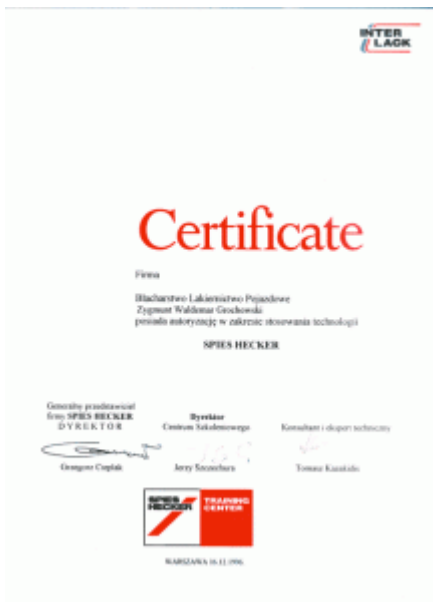 INTER
LACK
Certificate
Firma
Blacharstwo Lakiernictwo Pojazdowe
Zygmunt Waldemar Grochowski
posiada autoryzację w zakresie stosowania technologii
SPIES HECKER
Generalny przedstawiciel
firmy SPIES HECKER
DYREKTOR
Dyrektor
Centrum Szkoleniowego
Konsultant i ekspert techniczny
Grzegorz
Jerzy Szczechura
Tomasz
SPIES
HECKER
TRAINING
CENTER
WARSZAWA 16.12.1996.